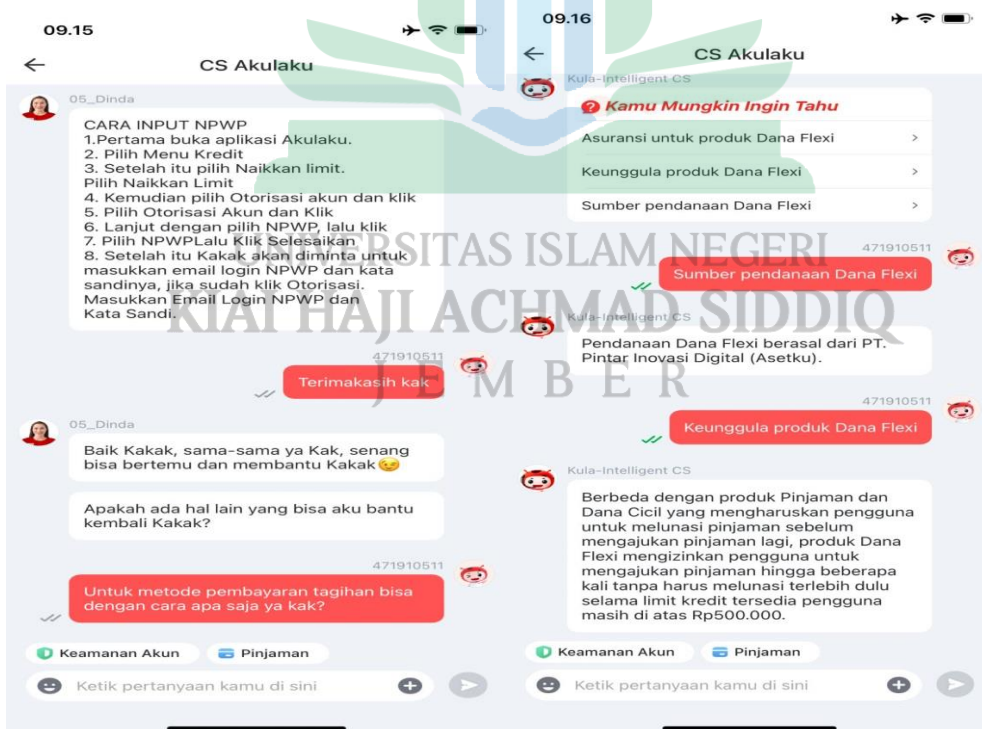 09.15
CS Akulaku
05_Dinda
CARA INPUT NPWP
1.Pertama buka aplikasi Akulaku.
2. Pilih Menu Kredit
3. Setelah itu pilih Naikkan limit.
Pilih Naikkan Limit
4. Kemudian pilih Otorisasi akun dan klik
5. Pilih Otorisasi Akun dan Klik
6. Lanjut dengan pilih NPWP, lalu klik
7. Pilih NPWPLalu Klik Selesaikan
8. Setelah itu Kakak akan diminta untuk
masukkan email login NPWP dan kata
sandinya, jika sudah klik Otorisasi.
Masukkan Email Login NPWP dan
Kata Sandi.
471910511
Terimakasih kak
05_Dinda
Baik Kakak, sama-sama ya Kak, senang
bisa bertemu dan membantu Kakak😉
Apakah ada hal lain yang bisa aku bantu
kembali Kakak?
471910511
Untuk metode pembayaran tagihan bisa
dengan cara apa saja ya kak?
Keamanan Akun
Pinjaman
Ketik pertanyaan kamu di sini
09.16
CS Akulaku
Kula-Intelligent CS
Kamu Mungkin Ingin Tahu
Asuransi untuk produk Dana Flexi
Keunggula produk Dana Flexi
Sumber pendanaan Dana Flexi
471910511
Sumber pendanaan Dana Flexi
Kula-Intelligent CS
Pendanaan Dana Flexi berasal dari PT.
Pintar Inovasi Digital (Asetku).
471910511
Keunggula produk Dana Flexi
Kula-Intelligent CS
Berbeda dengan produk Pinjaman dan
Dana Cicil yang mengharuskan pengguna
untuk melunasi pinjaman sebelum
mengajukan pinjaman lagi, produk Dana
Flexi mengizinkan pengguna untuk
mengajukan pinjaman hingga beberapa
kali tanpa harus melunasi terlebih dulu
selama limit kredit tersedia pengguna
masih di atas Rp500.000.
Keamanan Akun
Pinjaman
Ketik pertanyaan kamu di sini
UNIVERSITAS ISLAM NEGERI
KIAI HAJI ACHMAD SIDDIQ
JEMBER